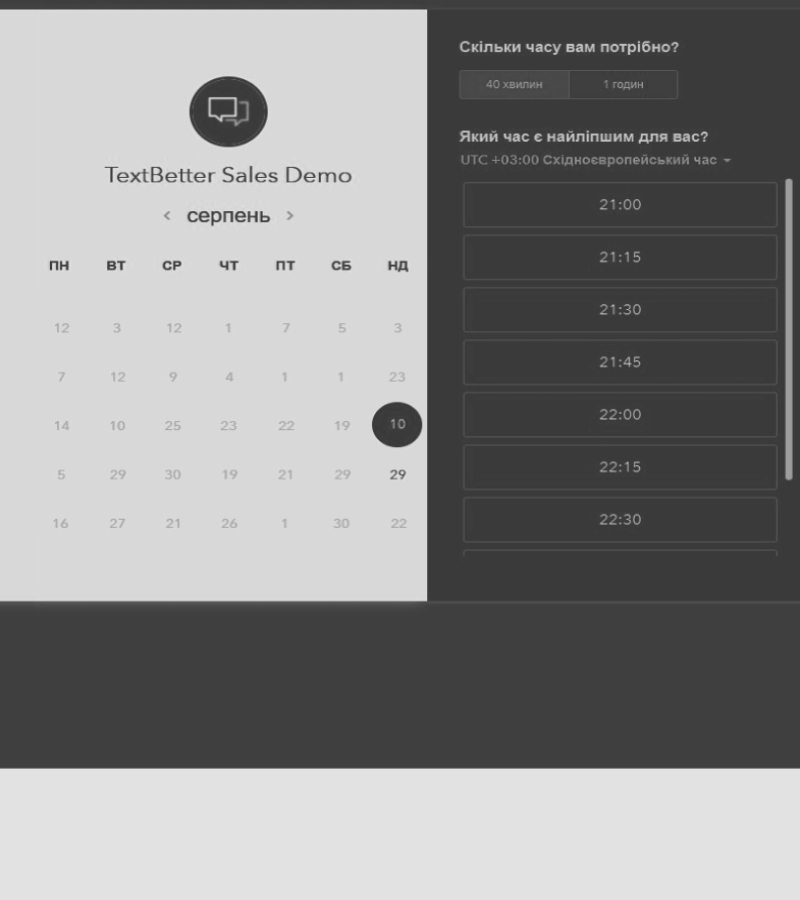 TextBetter Sales Demo
серпень
ПН ВТ СР ЧТ ПТ СБ НД
12 3 12 1 7 5 3
7 12 9 4 1 1 23
14 10 25 23 22 19 10
5 29 30 19 21 29 29
16 27 21 26 1 30 22
Скільки часу вам потрібно?
40 хвилин 1 годин
Який час є найліпшим для вас?
UTC +03:00 Східноєвропейський час
21:00
21:15
21:30
21:45
22:00
22:15
22:30